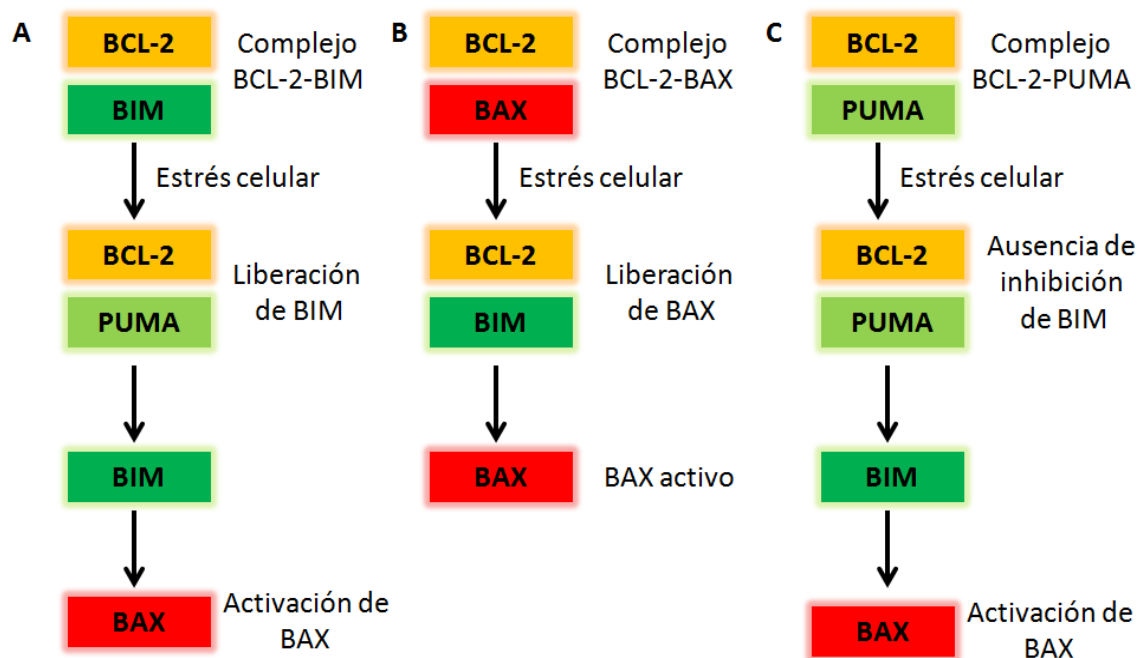 A
BCL-2
Complejo
BCL-2-BIM
BIM
Estrés celular
BCL-2
Liberación
de BIM
PUMA
BIM
BAX
Activación de
BAX
B
BCL-2
Complejo
BCL-2-BAX
BAX
Estrés celular
BCL-2
Liberación
de BAX
BIM
BAX
BAX activo
C
BCL-2
Complejo
BCL-2-PUMA
PUMA
Estrés celular
BCL-2
Ausencia de
inhibición
de BIM
PUMA
BIM
BAX
Activación de
BAX